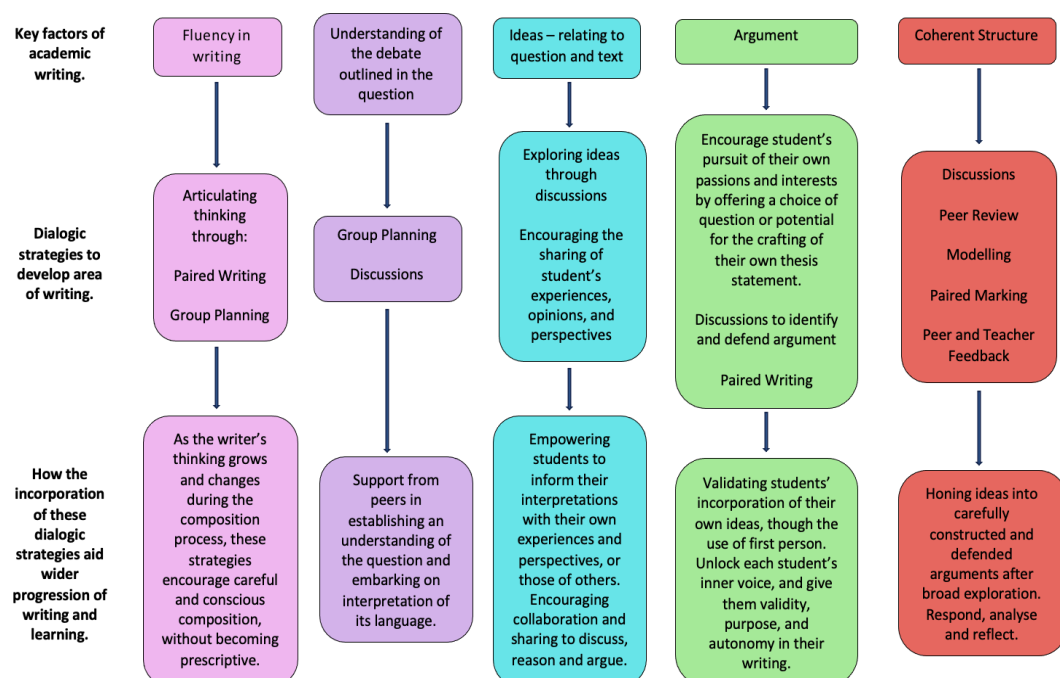 Key factors of
academic
writing.
Fluency in
writing
Understanding of
the debate
outlined in the
question
Ideas – relating to
question and text
Argument
Coherent Structure
Dialogic
strategies to
develop area
of writing.
Articulating
thinking
through:
Paired Writing
Group Planning
Group Planning
Discussions
Exploring ideas
through
discussions
Encouraging the
sharing of
student's
experiences,
opinions, and
perspectives
Encourage student's
pursuit of their own
passions and interests
by offering a choice of
question or potential
for the crafting of
their own thesis
statement.
Discussions to identify
and defend argument
Paired Writing
Discussions
Peer Review
Modelling
Paired Marking
Peer and Teacher
Feedback
How the
incorporation
of these
dialogic
strategies aid
wider
progression of
writing and
learning.
As the writer's
thinking grows
and changes
during the
composition
process, these
strategies
encourage careful
and conscious
composition,
without becoming
prescriptive.
Support from
peers in
establishing an
understanding of
the question and
embarking on
interpretation of
its language.
Empowering
students to
inform their
interpretations
with their own
experiences and
perspectives, or
those of others.
Encouraging
collaboration and
sharing to discuss,
reason and argue.
Validating students'
incorporation of their
own ideas, though the
use of first person.
Unlock each student's
inner voice, and give
them validity,
purpose, and
autonomy in their
writing.
Honing ideas into
carefully
constructed and
defended
arguments after
broad exploration.
Respond, analyse
and reflect.